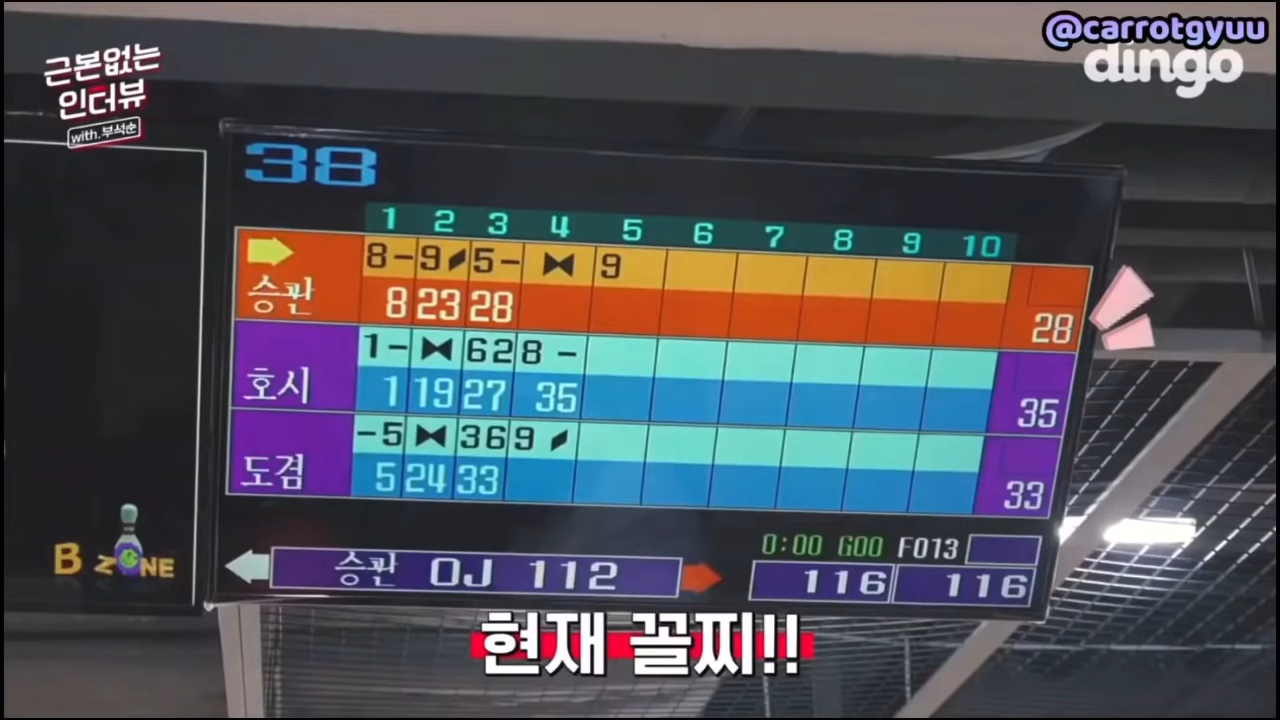 @carrotgyuu
dingo
근본없는
인터뷰
with.부석순
38
1 2 3 4 5 6 7 8 9 10
8 - 9 / 5 - ⧓ 9
승관 8 23 28 28
1 - ⧓ 6 2 8 -
호시 1 19 27 35 35
- 5 ⧓ 3 6 9 /
도겸 5 24 33 33
0:00 G00 F013
승관 OJ 112 116 116
B ZONE
현재 꼴찌!!